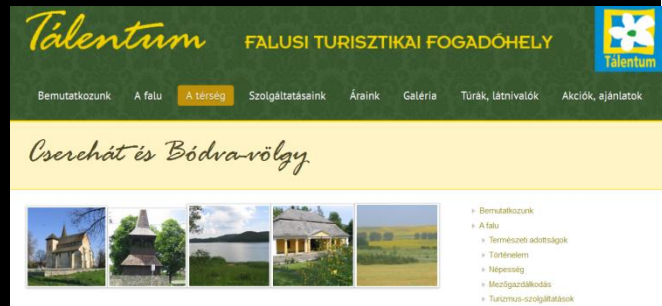 Tálentum FALUSI TURISZTIKAI FOGADÓHELY
Tálentum
Bemutatkozunk A falu A térség Szolgáltatásaink Áraink Galéria Túrák, látnivalók Akciók, ajánlatok
Cserehát és Bódva-völgy
» Bemutatkozunk
» A falu
» Természeti adottságok
» Történelem
» Népesség
» Mezőgazdálkodás
» Turizmus-szolgáltatások